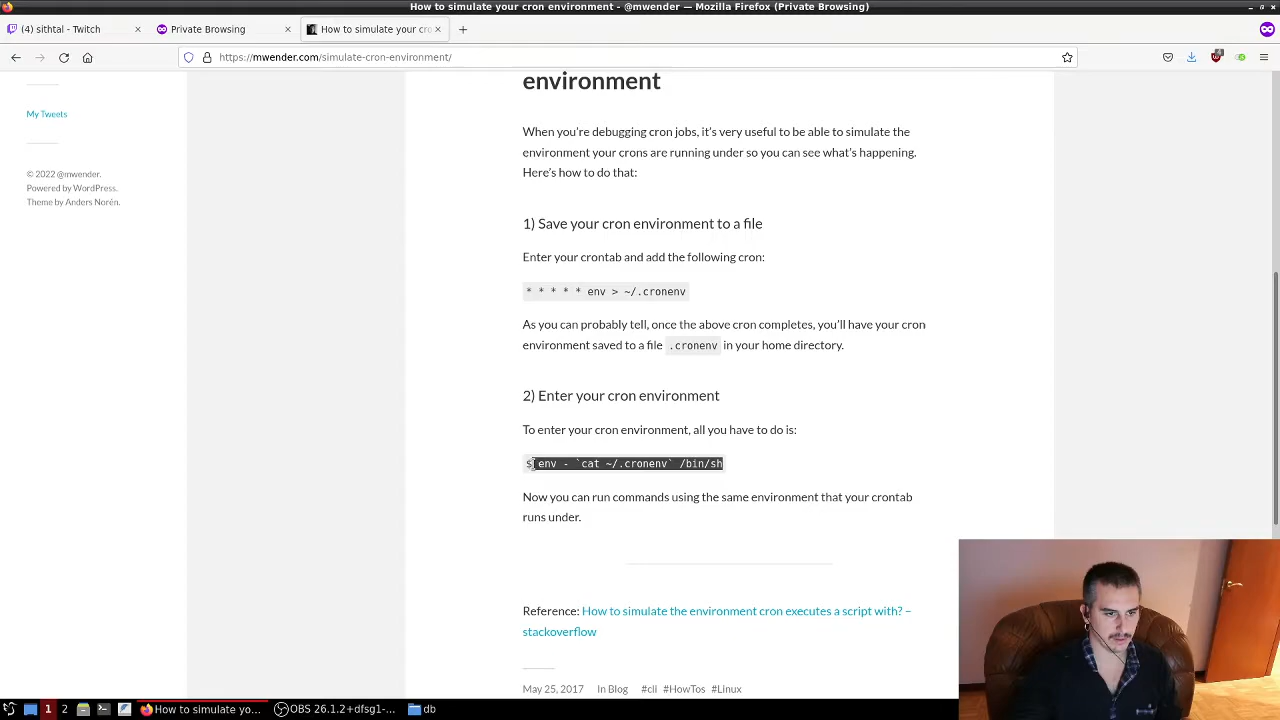 How to simulate your cron environment - @mwender — Mozilla Firefox (Private Browsing)
(4) sithtal - Twitch
Private Browsing
How to simulate your cro
https://mwender.com/simulate-cron-environment/
4
My Tweets
© 2022 @mwender.
Powered by WordPress.
Theme by Anders Norén.
environment
When you're debugging cron jobs, it's very useful to be able to simulate the
environment your crons are running under so you can see what's happening.
Here's how to do that:
1) Save your cron environment to a file
Enter your crontab and add the following cron:
* * * * * env > ~/.cronenv
As you can probably tell, once the above cron completes, you'll have your cron
environment saved to a file .cronenv in your home directory.
2) Enter your cron environment
To enter your cron environment, all you have to do is:
$ env - `cat ~/.cronenv` /bin/sh
Now you can run commands using the same environment that your crontab
runs under.
Reference: How to simulate the environment cron executes a script with? –
stackoverflow
May 25, 2017 In Blog #cli #HowTos #Linux
1 2 How to simulate yo... OBS 26.1.2+dfsg1-... db